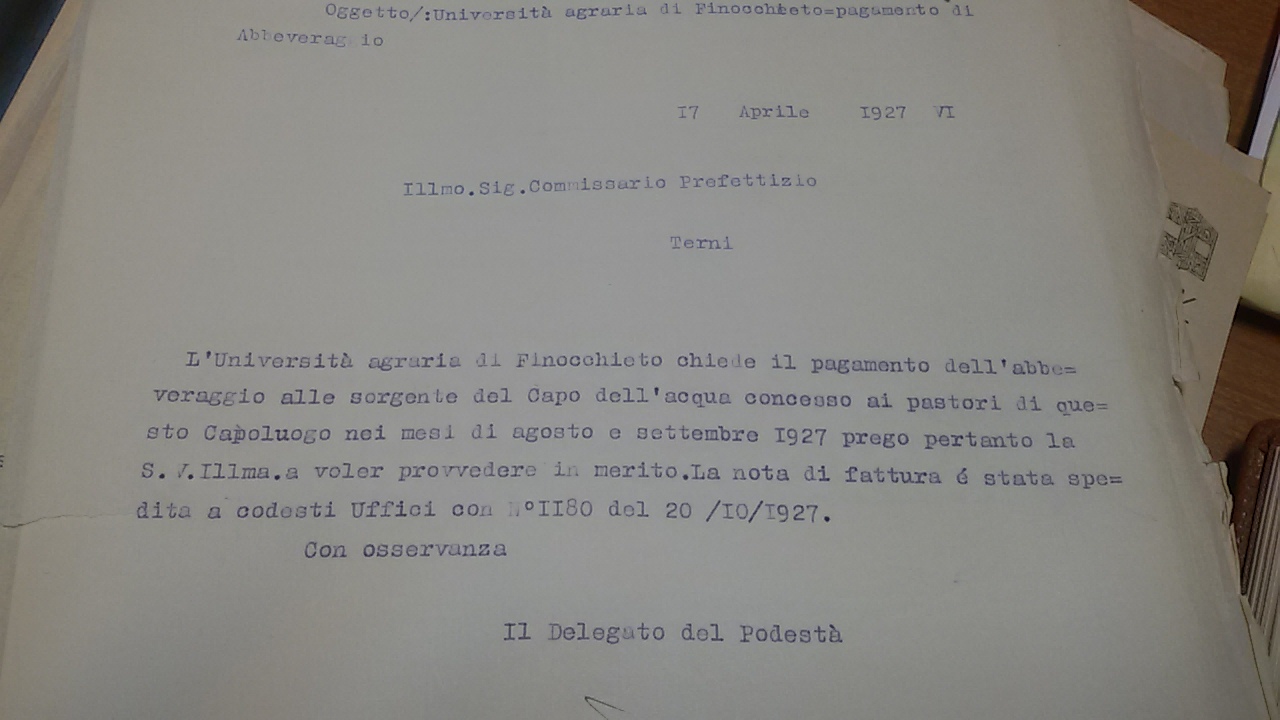 Oggetto/:Università agraria di Finocchieto=pagamento di
Abbeveraggio
I7 Aprile I927 VI
Illmo.Sig.Commissario Prefettizio
Terni
L'Università agraria di Finocchieto chiede il pagamento dell'abbe=
veraggio alle sorgente del Capo dell'acqua concesso ai pastori di que=
sto Capoluogo nei mesi di agosto e settembre I927 prego pertanto la
S.V.Illma.a voler provvedere in merito.La nota di fattura é stata spe=
dita a codesti Uffici con N°II80 del 20 /IO/I927.
Con osservanza
Il Delegato del Podestà